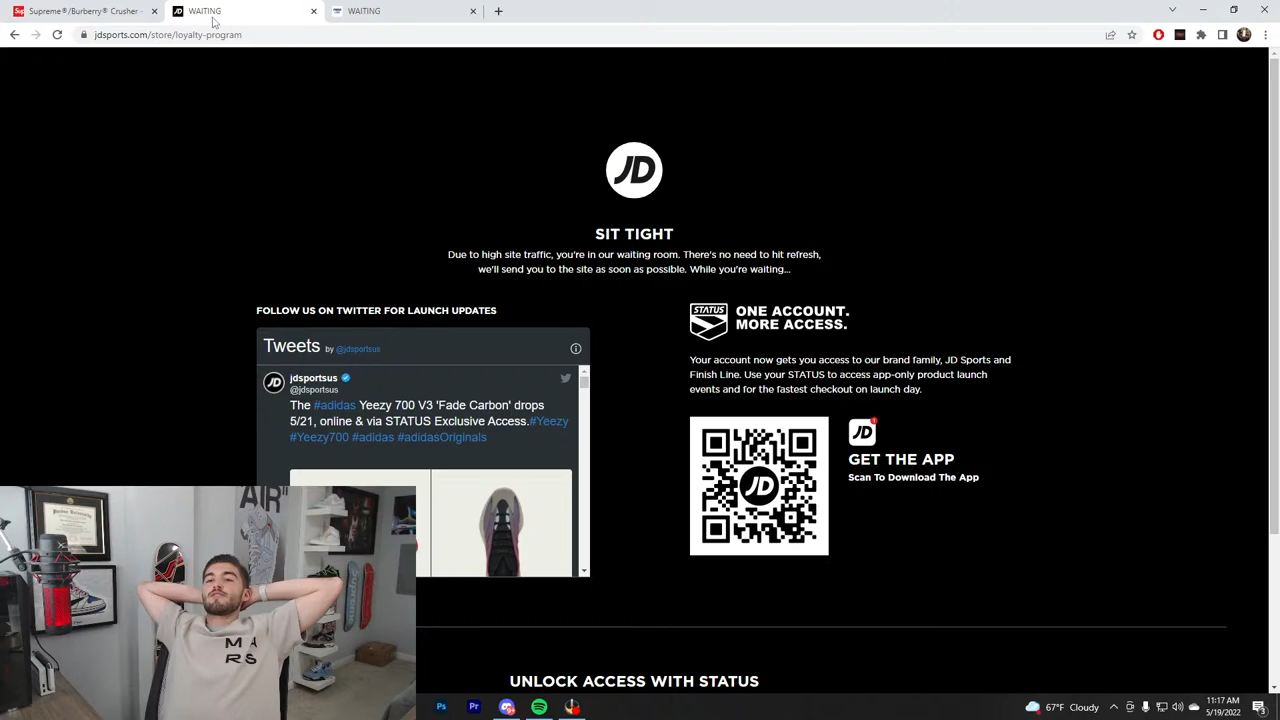 Supreme®/Burberry® Crusher -
WAITING
WAITING
jdsports.com/store/loyalty-program
JD
SIT TIGHT
Due to high site traffic, you're in our waiting room. There's no need to hit refresh,
we'll send you to the site as soon as possible. While you're waiting...
FOLLOW US ON TWITTER FOR LAUNCH UPDATES
Tweets by @jdsportsus
jdsportsus
@jdsportsus
The #adidas Yeezy 700 V3 'Fade Carbon' drops
5/21, online & via STATUS Exclusive Access.#Yeezy
#Yeezy700 #adidas #adidasOriginals
STATUS
ONE ACCOUNT.
MORE ACCESS.
Your account now gets you access to our brand family, JD Sports and
Finish Line. Use your STATUS to access app-only product launch
events and for the fastest checkout on launch day.
JD
JD
GET THE APP
Scan To Download The App
AIR"
MA
RS
UNLOCK ACCESS WITH STATUS
Ps
Pr
67°F Cloudy
11:17 AM
5/19/2022